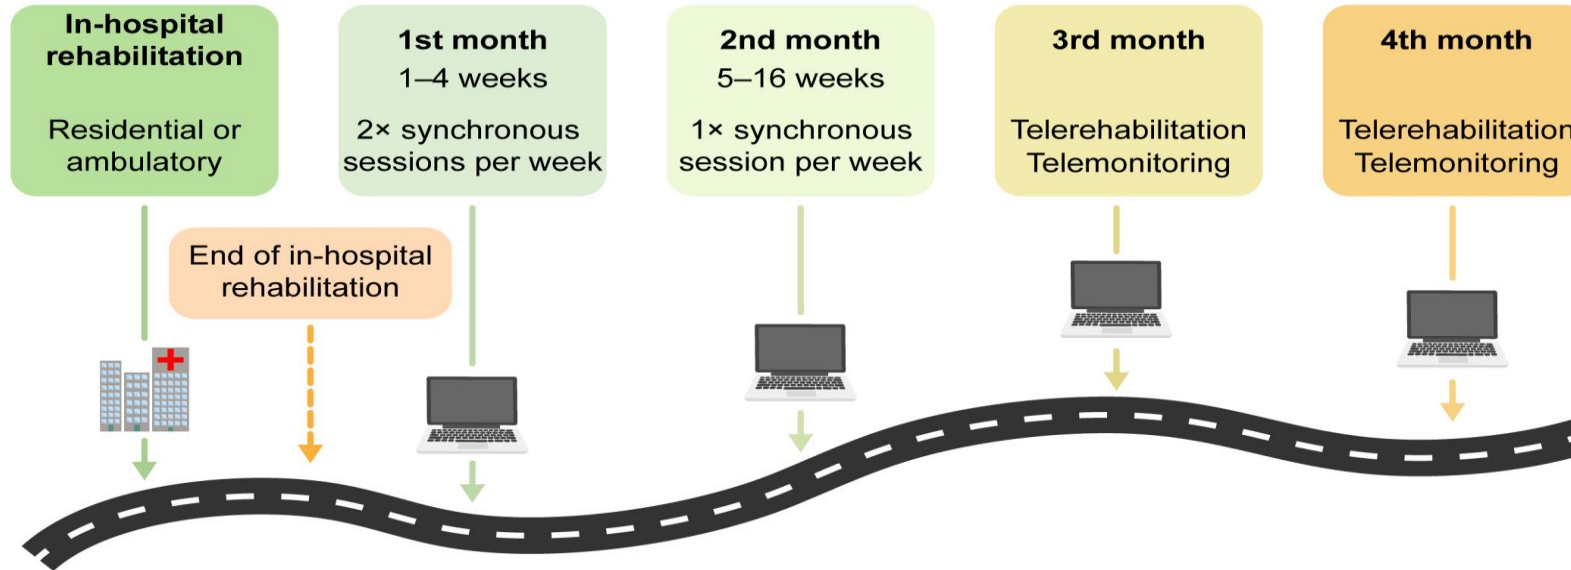 In-hospital
rehabilitation
Residential or
ambulatory
End of in-hospital
rehabilitation
1st month
1–4 weeks
2× synchronous
sessions per week
2nd month
5–16 weeks
1× synchronous
session per week
3rd month
Telerehabilitation
Telemonitoring
4th month
Telerehabilitation
Telemonitoring